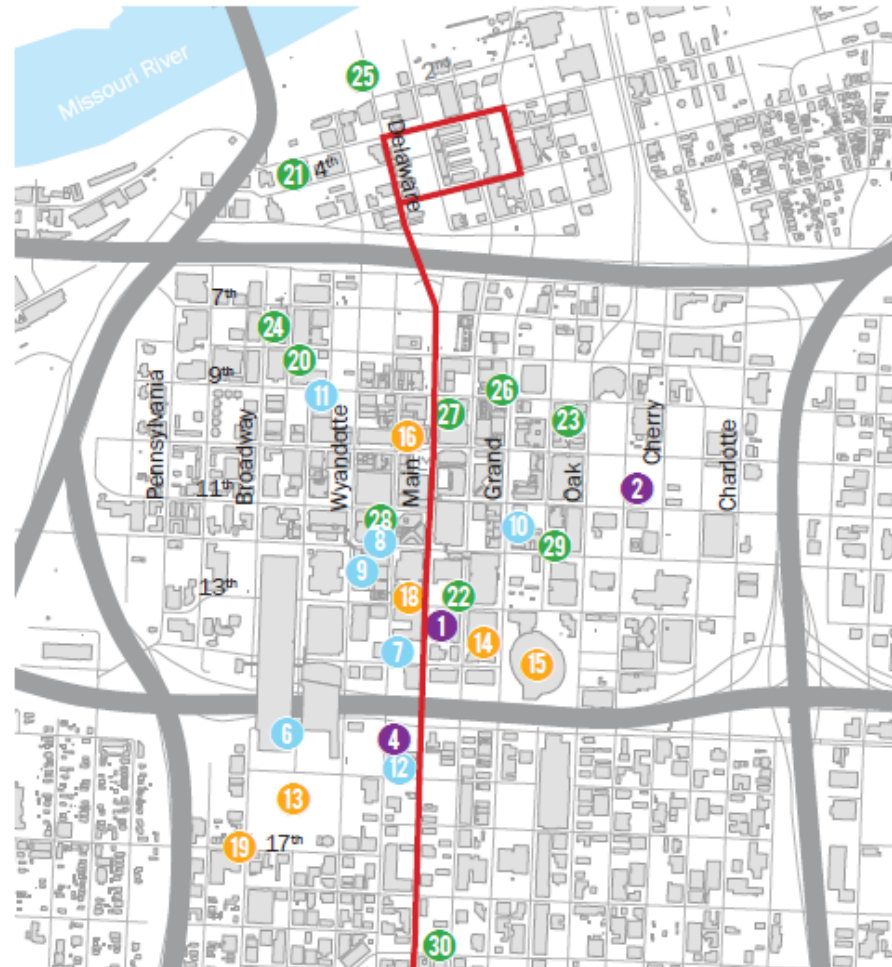 25
2nd
Missouri River
Delaware
21
4th
7th
24
20
9th
11
26
27
23
16
Pennsylvania
Broadway
Wyandotte
Main
Grand
Oak
Cherry
Charlotte
11th
2
28
8
10
29
9
13th
18
22
1
7
14
15
6
4
12
13
19
17th
30